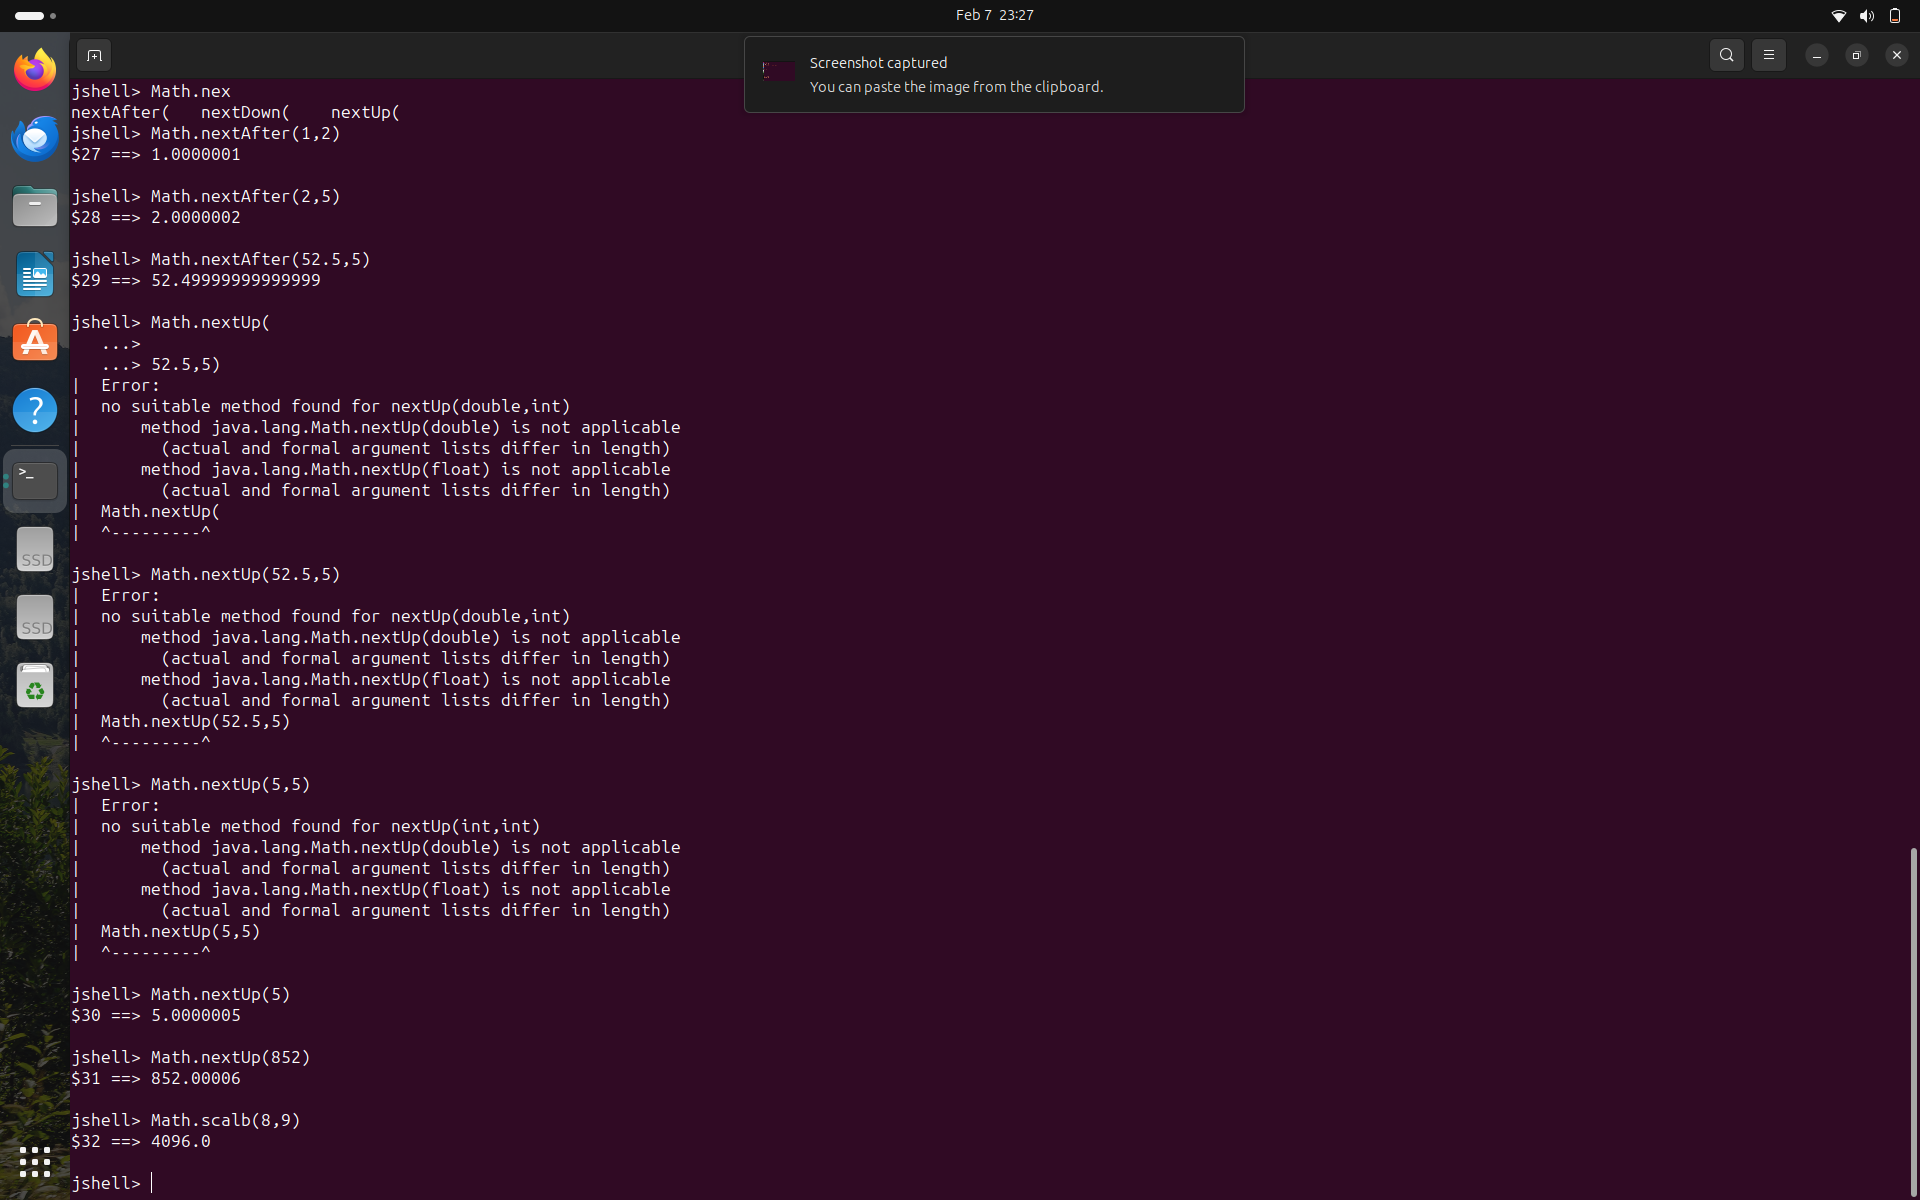 Feb 7  23:27
Screenshot captured
You can paste the image from the clipboard.
jshell> Math.nex
nextAfter(   nextDown(    nextUp(
jshell> Math.nextAfter(1,2)
$27 ==> 1.0000001
jshell> Math.nextAfter(2,5)
$28 ==> 2.0000002
jshell> Math.nextAfter(52.5,5)
$29 ==> 52.49999999999999
jshell> Math.nextUp(
   ...>
   ...> 52.5,5)
|  Error:
|  no suitable method found for nextUp(double,int)
|      method java.lang.Math.nextUp(double) is not applicable
|        (actual and formal argument lists differ in length)
|      method java.lang.Math.nextUp(float) is not applicable
|        (actual and formal argument lists differ in length)
|  Math.nextUp(
|  ^---------^
jshell> Math.nextUp(52.5,5)
|  Error:
|  no suitable method found for nextUp(double,int)
|      method java.lang.Math.nextUp(double) is not applicable
|        (actual and formal argument lists differ in length)
|      method java.lang.Math.nextUp(float) is not applicable
|        (actual and formal argument lists differ in length)
|  Math.nextUp(52.5,5)
|  ^---------^
jshell> Math.nextUp(5,5)
|  Error:
|  no suitable method found for nextUp(int,int)
|      method java.lang.Math.nextUp(double) is not applicable
|        (actual and formal argument lists differ in length)
|      method java.lang.Math.nextUp(float) is not applicable
|        (actual and formal argument lists differ in length)
|  Math.nextUp(5,5)
|  ^---------^
jshell> Math.nextUp(5)
$30 ==> 5.0000005
jshell> Math.nextUp(852)
$31 ==> 852.00006
jshell> Math.scalb(8,9)
$32 ==> 4096.0
jshell>
?
>_
SSD
SSD